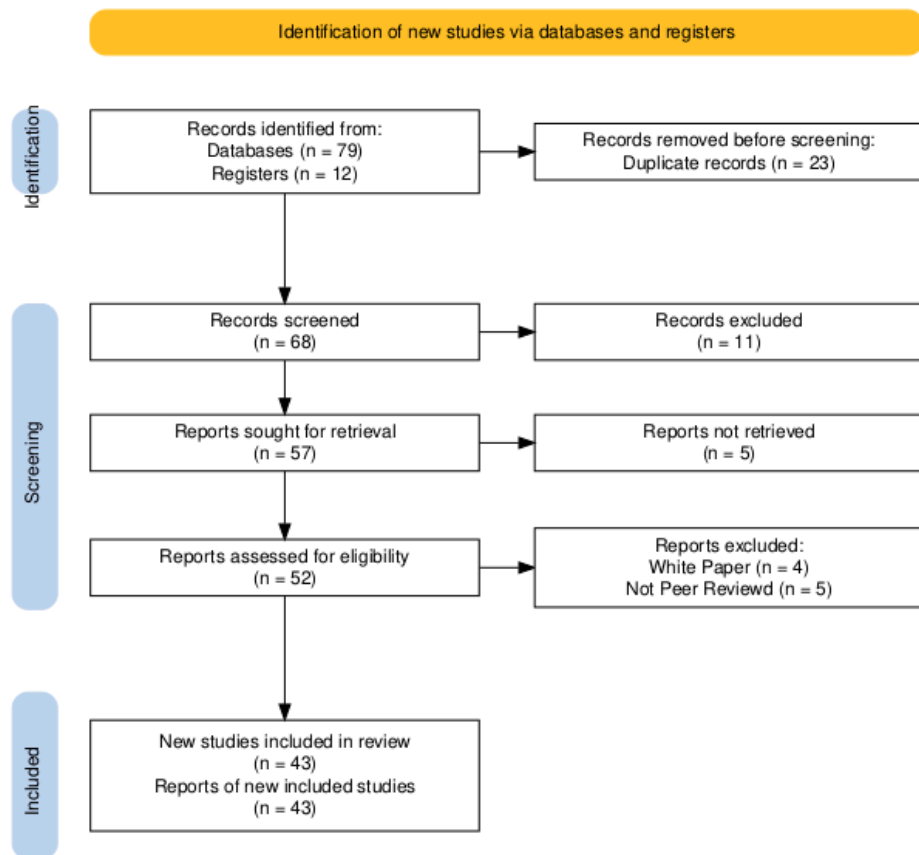 Identification of new studies via databases and registers
Identification
Records identified from:
Databases (n = 79)
Registers (n = 12)
Records removed before screening:
Duplicate records (n = 23)
Screening
Records screened
(n = 68)
Records excluded
(n = 11)
Reports sought for retrieval
(n = 57)
Reports not retrieved
(n = 5)
Reports assessed for eligibility
(n = 52)
Reports excluded:
White Paper (n = 4)
Not Peer Reviewd (n = 5)
Included
New studies included in review
(n = 43)
Reports of new included studies
(n = 43)